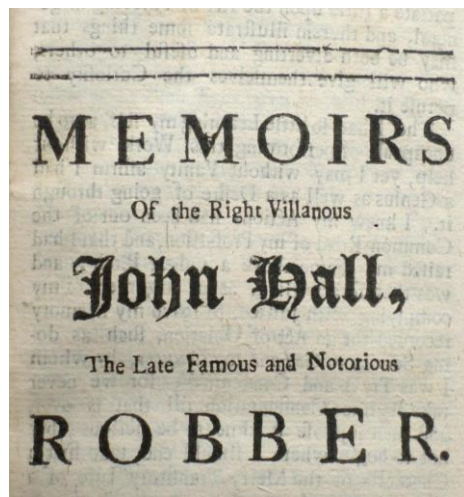 MEMOIRS
Of the Right Villanous
John Hall,
The Late Famous and Notorious
ROBBER.